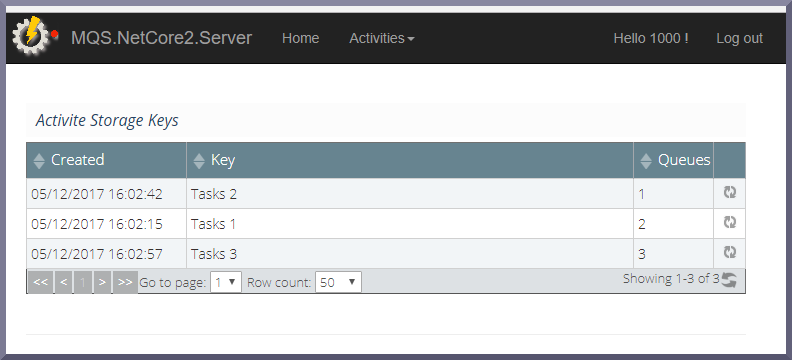 MQS.NetCore2.Server Home Activities Hello 1000 ! Log out
Activite Storage Keys
Created Key Queues
05/12/2017 16:02:42 Tasks 2 1
05/12/2017 16:02:15 Tasks 1 2
05/12/2017 16:02:57 Tasks 3 3
<< < 1 > >> Go to page: 1 Row count: 50 Showing 1-3 of 3